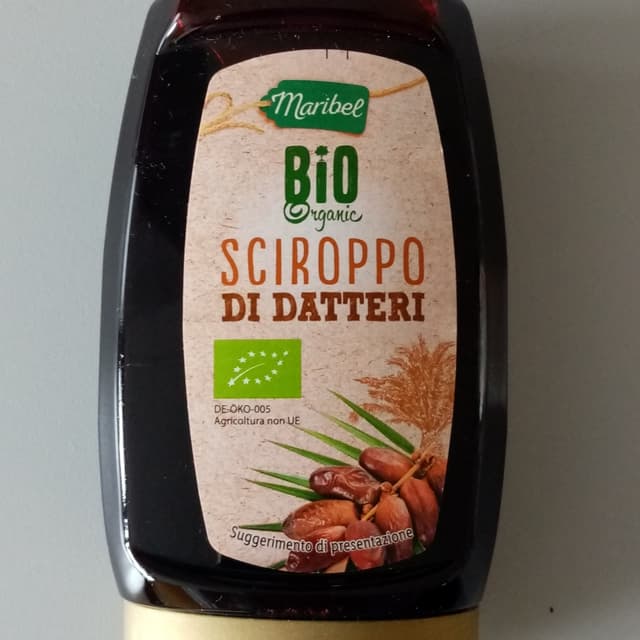 Maribel
BiO
Organic
SCIROPPO
DI DATTERI
DE-ÖKO-005
Agricoltura non UE
Suggerimento di presentazione